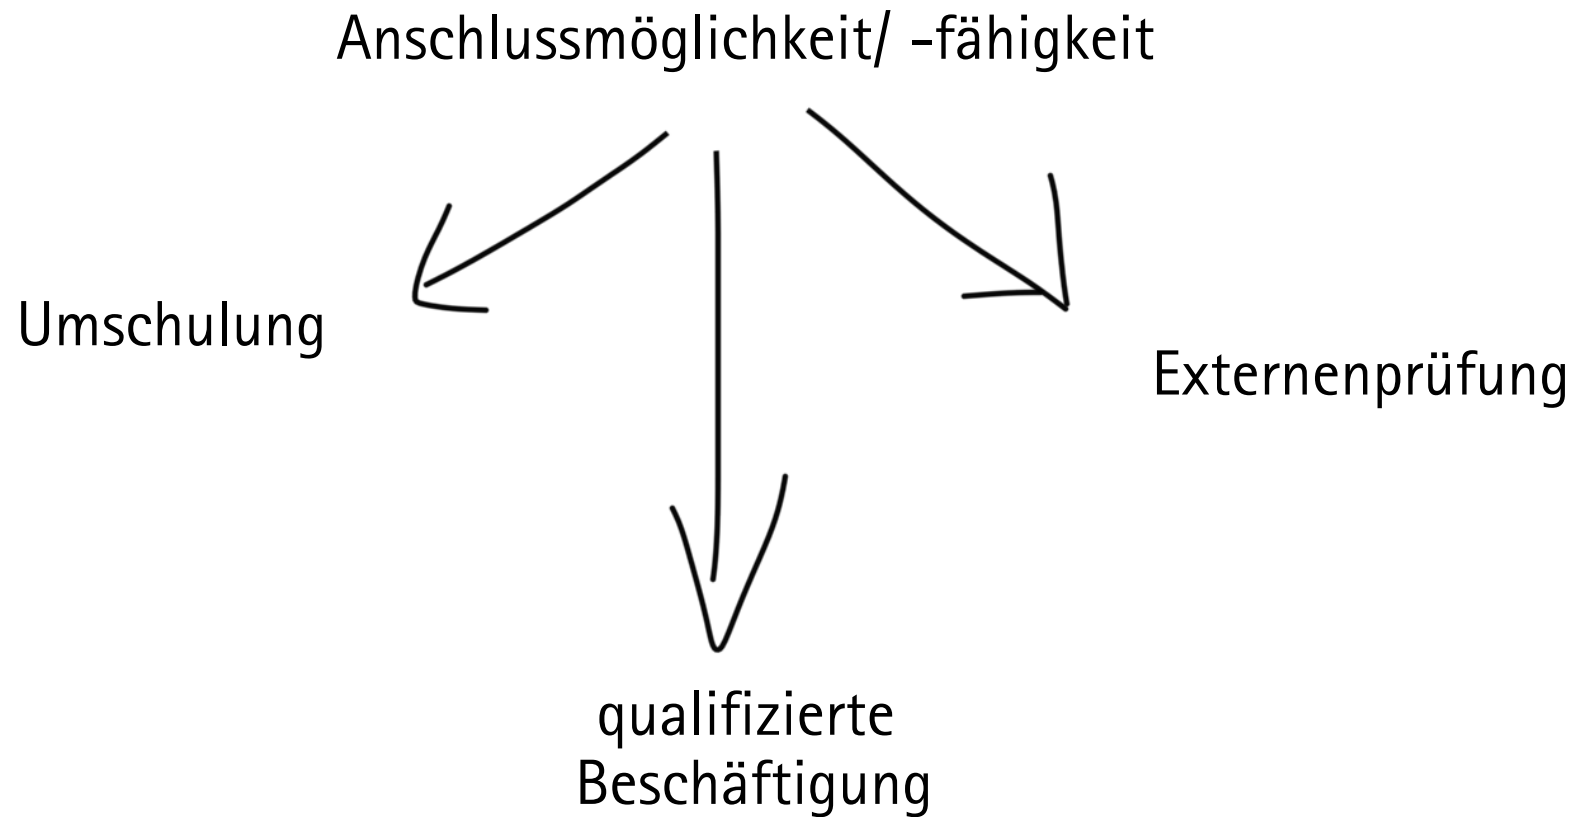 Anschlussmöglichkeit/ -fähigkeit
Umschulung
Externenprüfung
qualifizierte
Beschäftigung